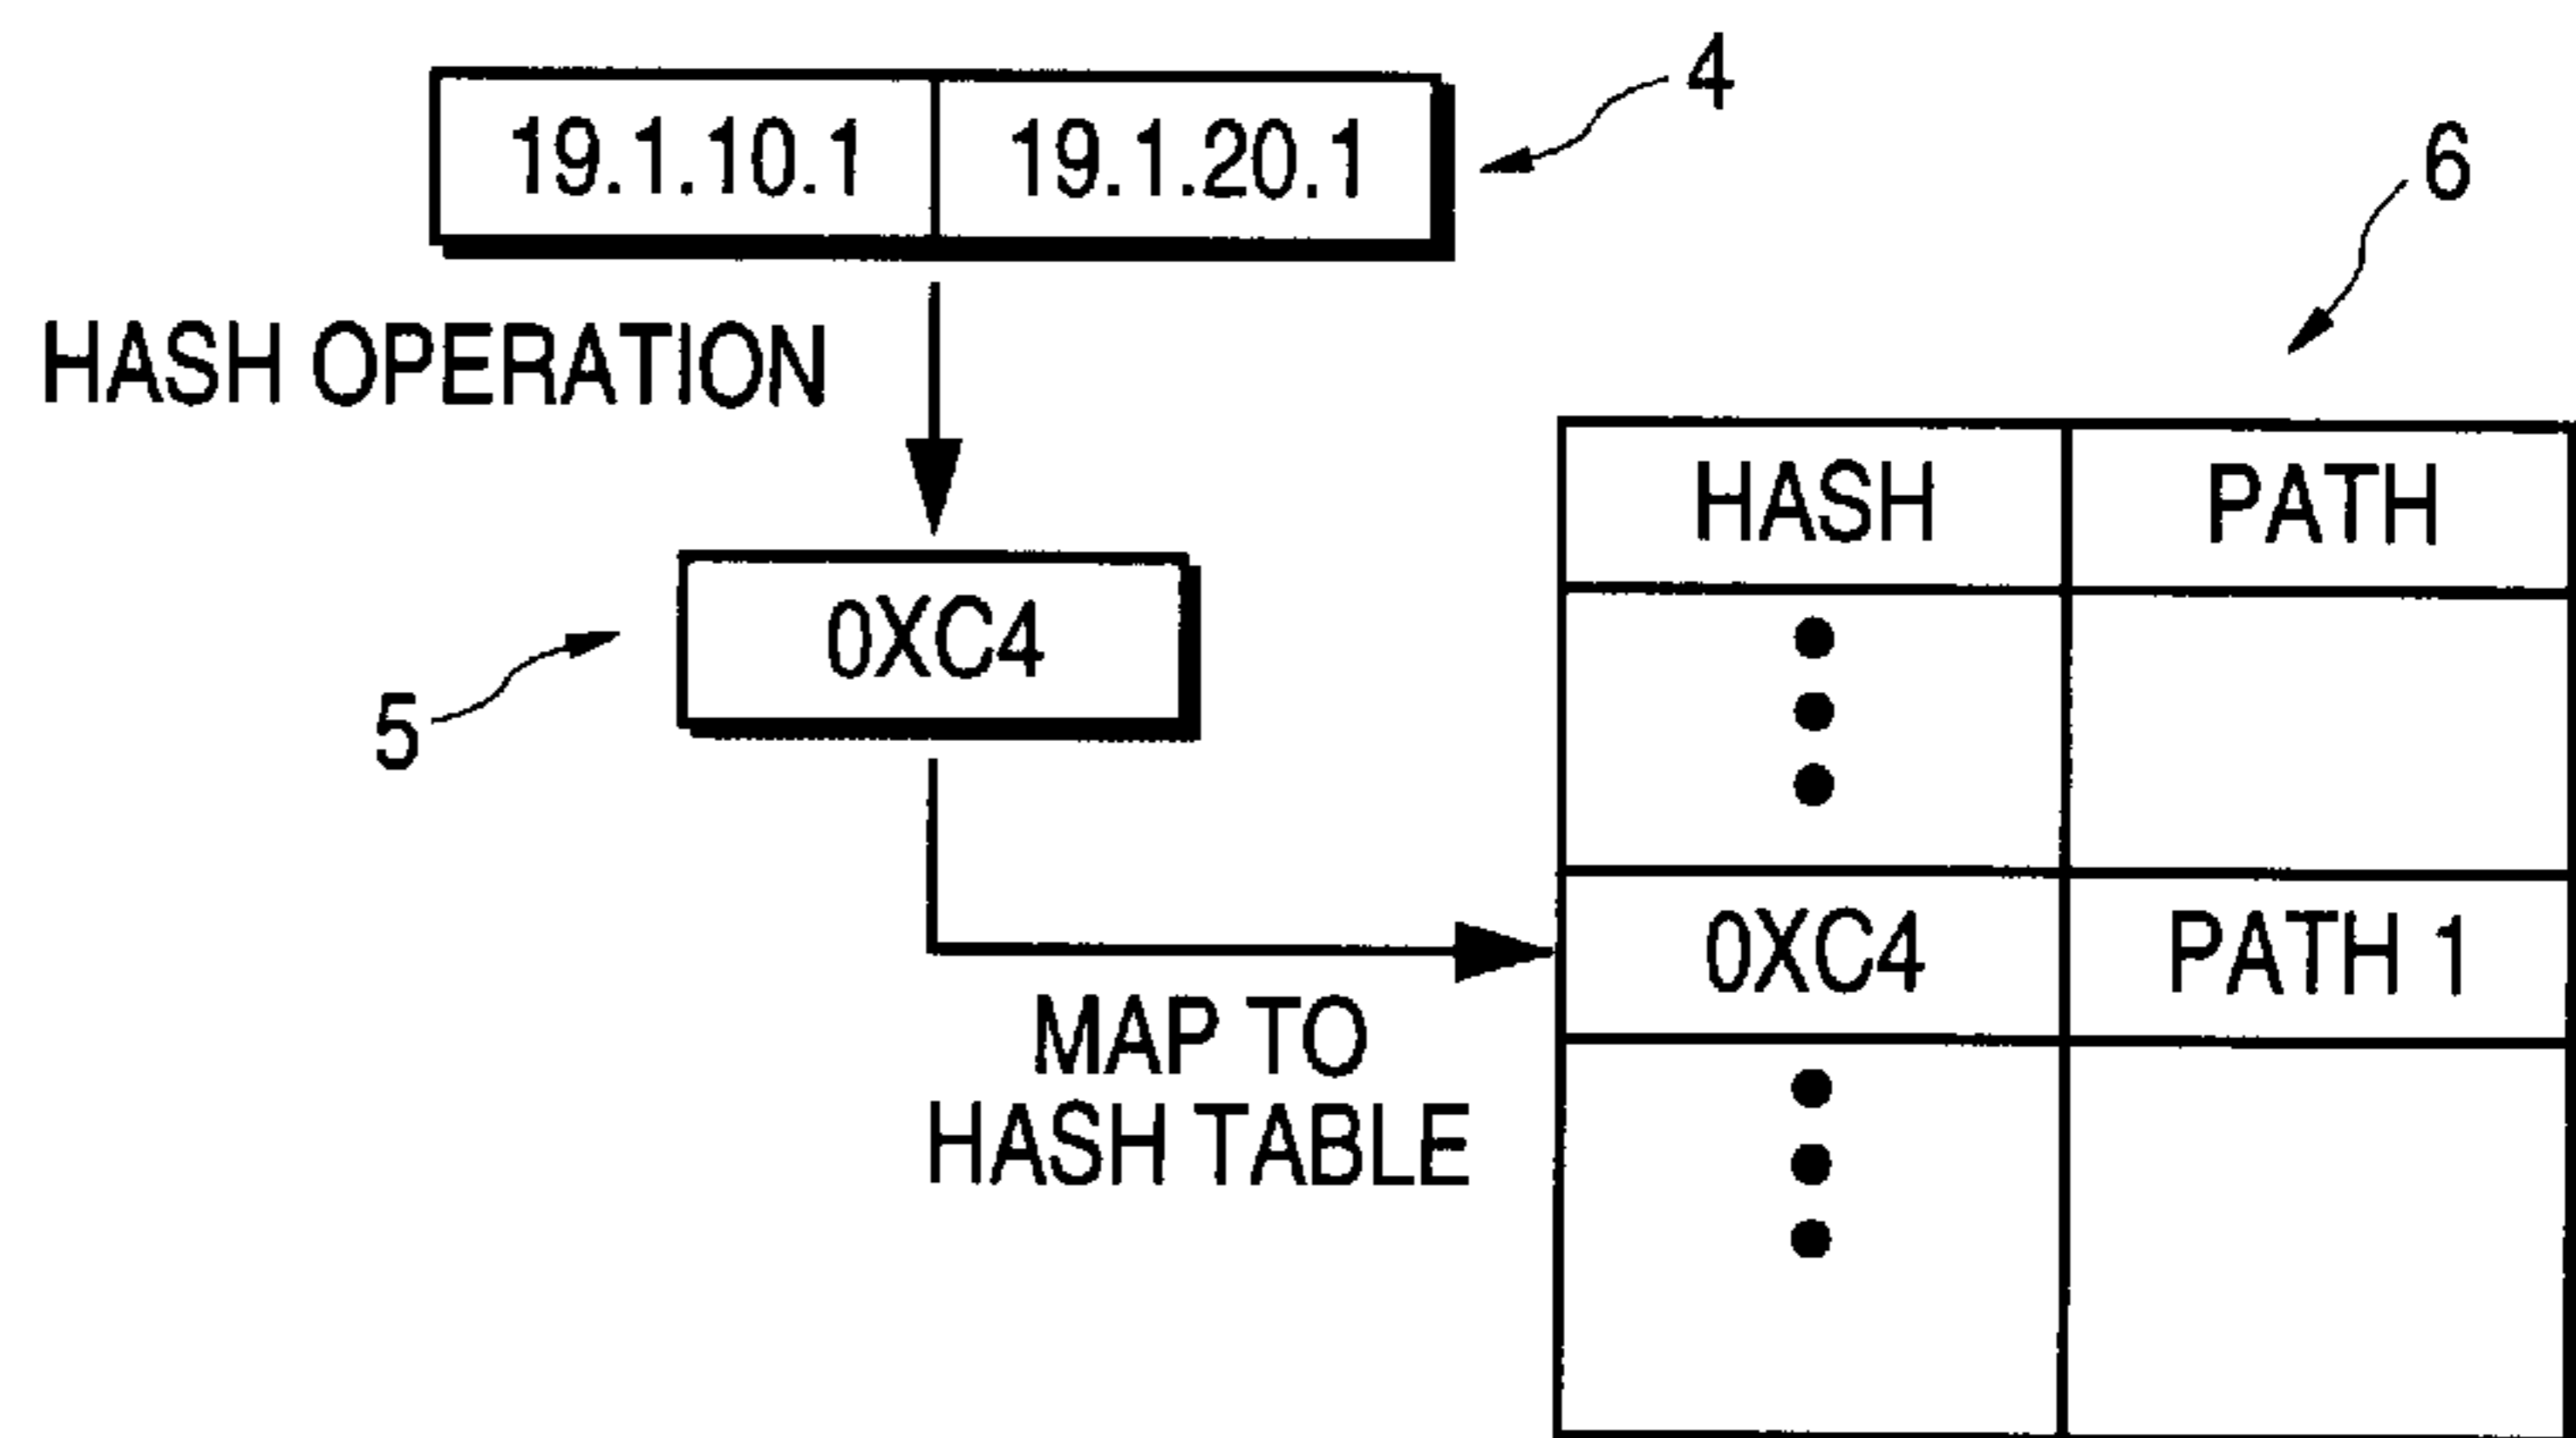 19.1.10.1 19.1.20.1
4
6
HASH OPERATION
HASH PATH
0XC4
5
0XC4 PATH 1
MAP TO
HASH TABLE